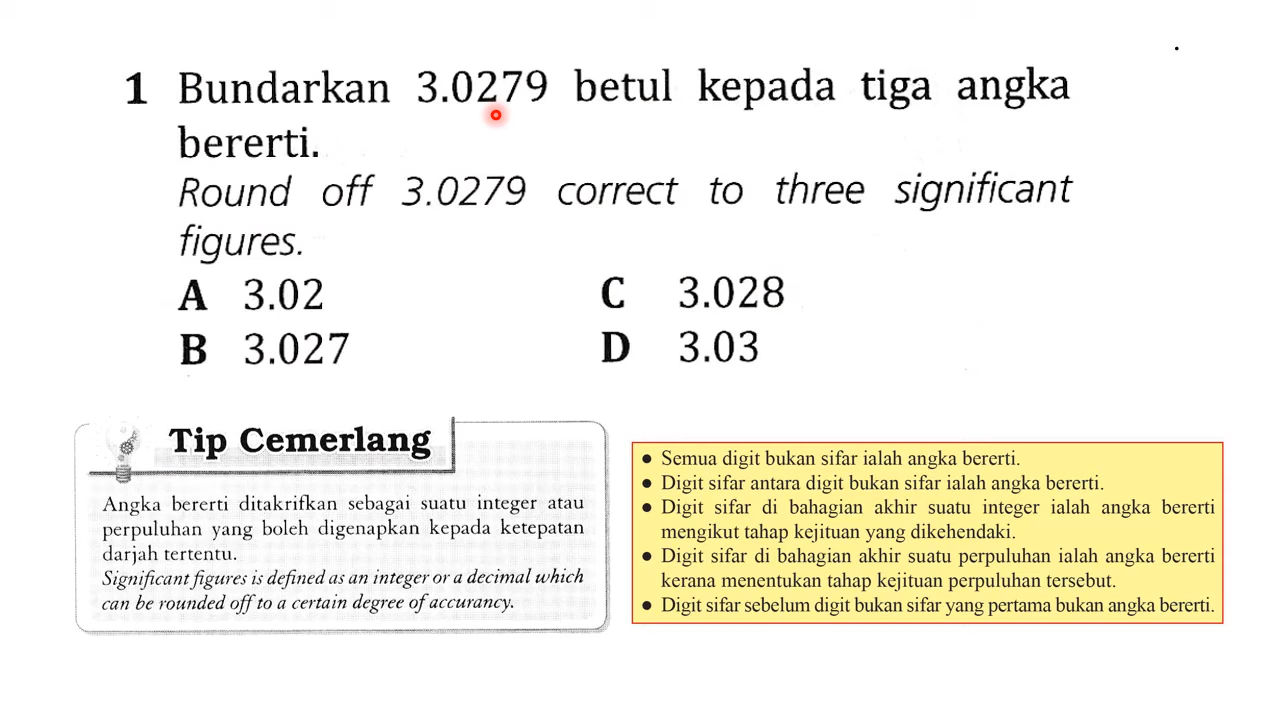 1 Bundarkan 3.0279 betul kepada tiga angka
bererti.
Round off 3.0279 correct to three significant
figures.
A 3.02 C 3.028
B 3.027 D 3.03
Tip Cemerlang
Angka bererti ditakrifkan sebagai suatu integer atau
perpuluhan yang boleh digenapkan kepada ketepatan
darjah tertentu.
Significant figures is defined as an integer or a decimal which
can be rounded off to a certain degree of accurancy.
• Semua digit bukan sifar ialah angka bererti.
• Digit sifar antara digit bukan sifar ialah angka bererti.
• Digit sifar di bahagian akhir suatu integer ialah angka bererti
mengikut tahap kejituan yang dikehendaki.
• Digit sifar di bahagian akhir suatu perpuluhan ialah angka bererti
kerana menentukan tahap kejituan perpuluhan tersebut.
• Digit sifar sebelum digit bukan sifar yang pertama bukan angka bererti.